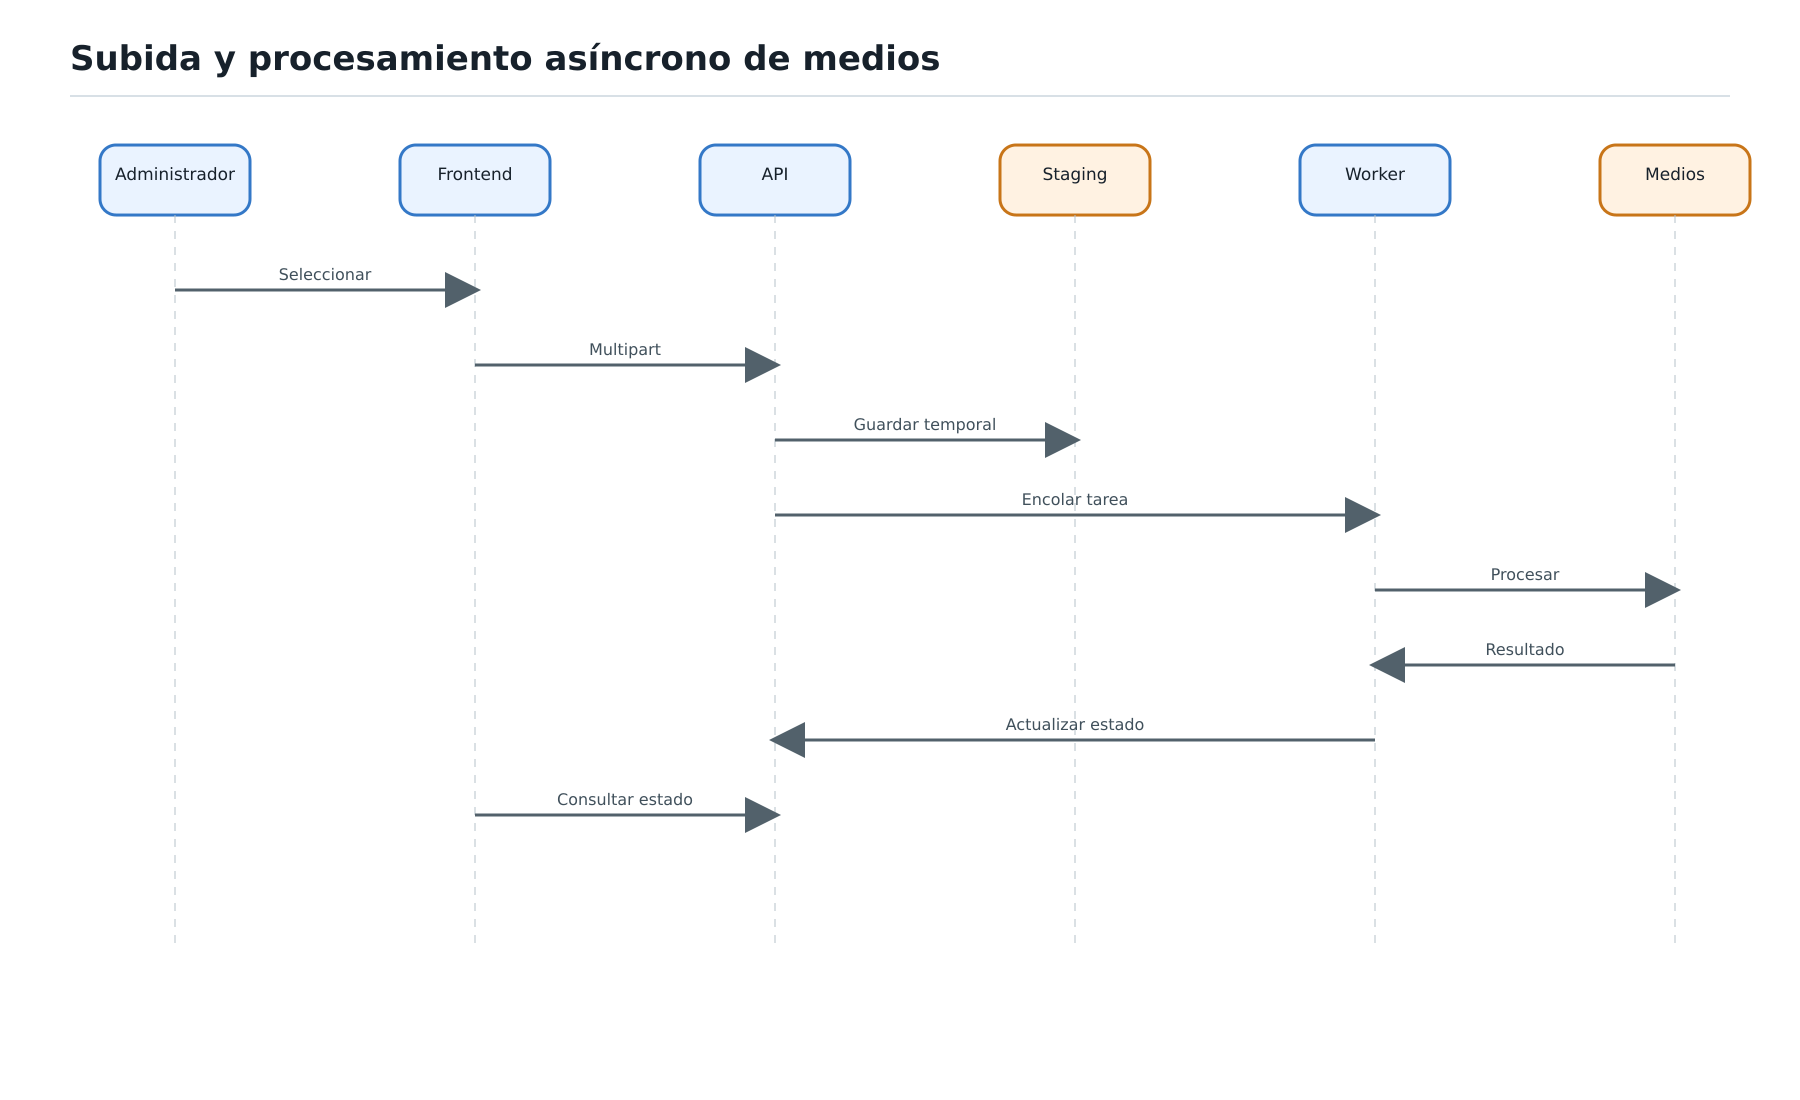 Subida y procesamiento asíncrono de medios
Administrador
Frontend
API
Staging
Worker
Medios
Seleccionar
Multipart
Guardar temporal
Encolar tarea
Procesar
Resultado
Actualizar estado
Consultar estado